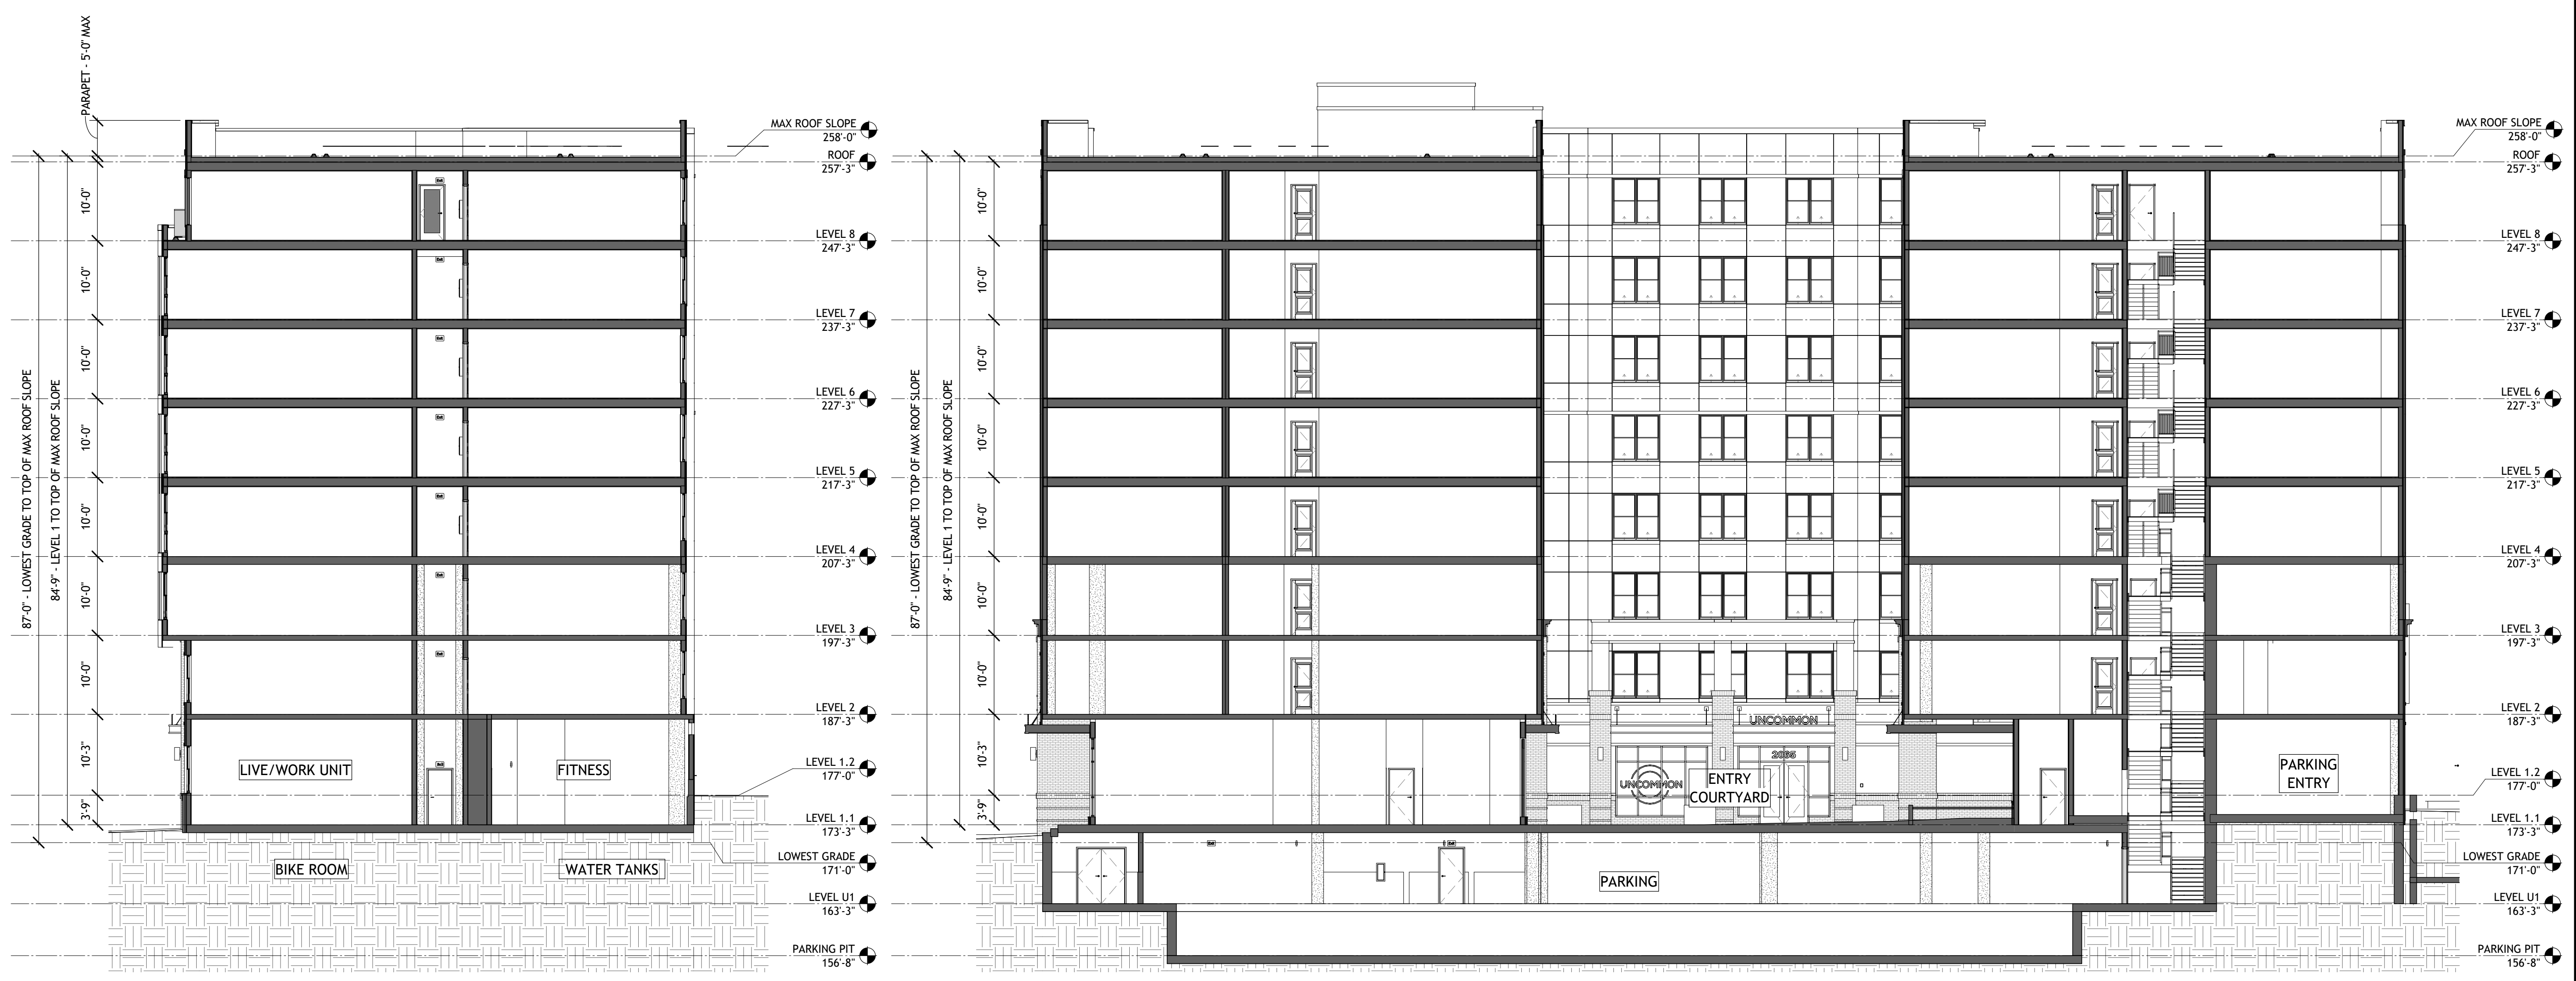 PARAPET - 5'-0" MAX
87'-0" - LOWEST GRADE TO TOP OF MAX ROOF SLOPE
84'-9" - LEVEL 1 TO TOP OF MAX ROOF SLOPE
10'-0"
10'-0"
10'-0"
10'-0"
10'-0"
10'-0"
10'-0"
10'-3"
3'-9"
LIVE/WORK UNIT
FITNESS
BIKE ROOM
WATER TANKS
MAX ROOF SLOPE
258'-0"
ROOF
257'-3"
LEVEL 8
247'-3"
LEVEL 7
237'-3"
LEVEL 6
227'-3"
LEVEL 5
217'-3"
LEVEL 4
207'-3"
LEVEL 3
197'-3"
LEVEL 2
187'-3"
LEVEL 1.2
177'-0"
LEVEL 1.1
173'-3"
LOWEST GRADE
171'-0"
LEVEL U1
163'-3"
PARKING PIT
156'-8"
87'-0" - LOWEST GRADE TO TOP OF MAX ROOF SLOPE
84'-9" - LEVEL 1 TO TOP OF MAX ROOF SLOPE
10'-0"
10'-0"
10'-0"
10'-0"
10'-0"
10'-0"
10'-0"
10'-3"
3'-9"
UNCOMMON
2065
UNCOMMON
ENTRY
COURTYARD
PARKING
PARKING
ENTRY
MAX ROOF SLOPE
258'-0"
ROOF
257'-3"
LEVEL 8
247'-3"
LEVEL 7
237'-3"
LEVEL 6
227'-3"
LEVEL 5
217'-3"
LEVEL 4
207'-3"
LEVEL 3
197'-3"
LEVEL 2
187'-3"
LEVEL 1.2
177'-0"
LEVEL 1.1
173'-3"
LOWEST GRADE
171'-0"
LEVEL U1
163'-3"
PARKING PIT
156'-8"